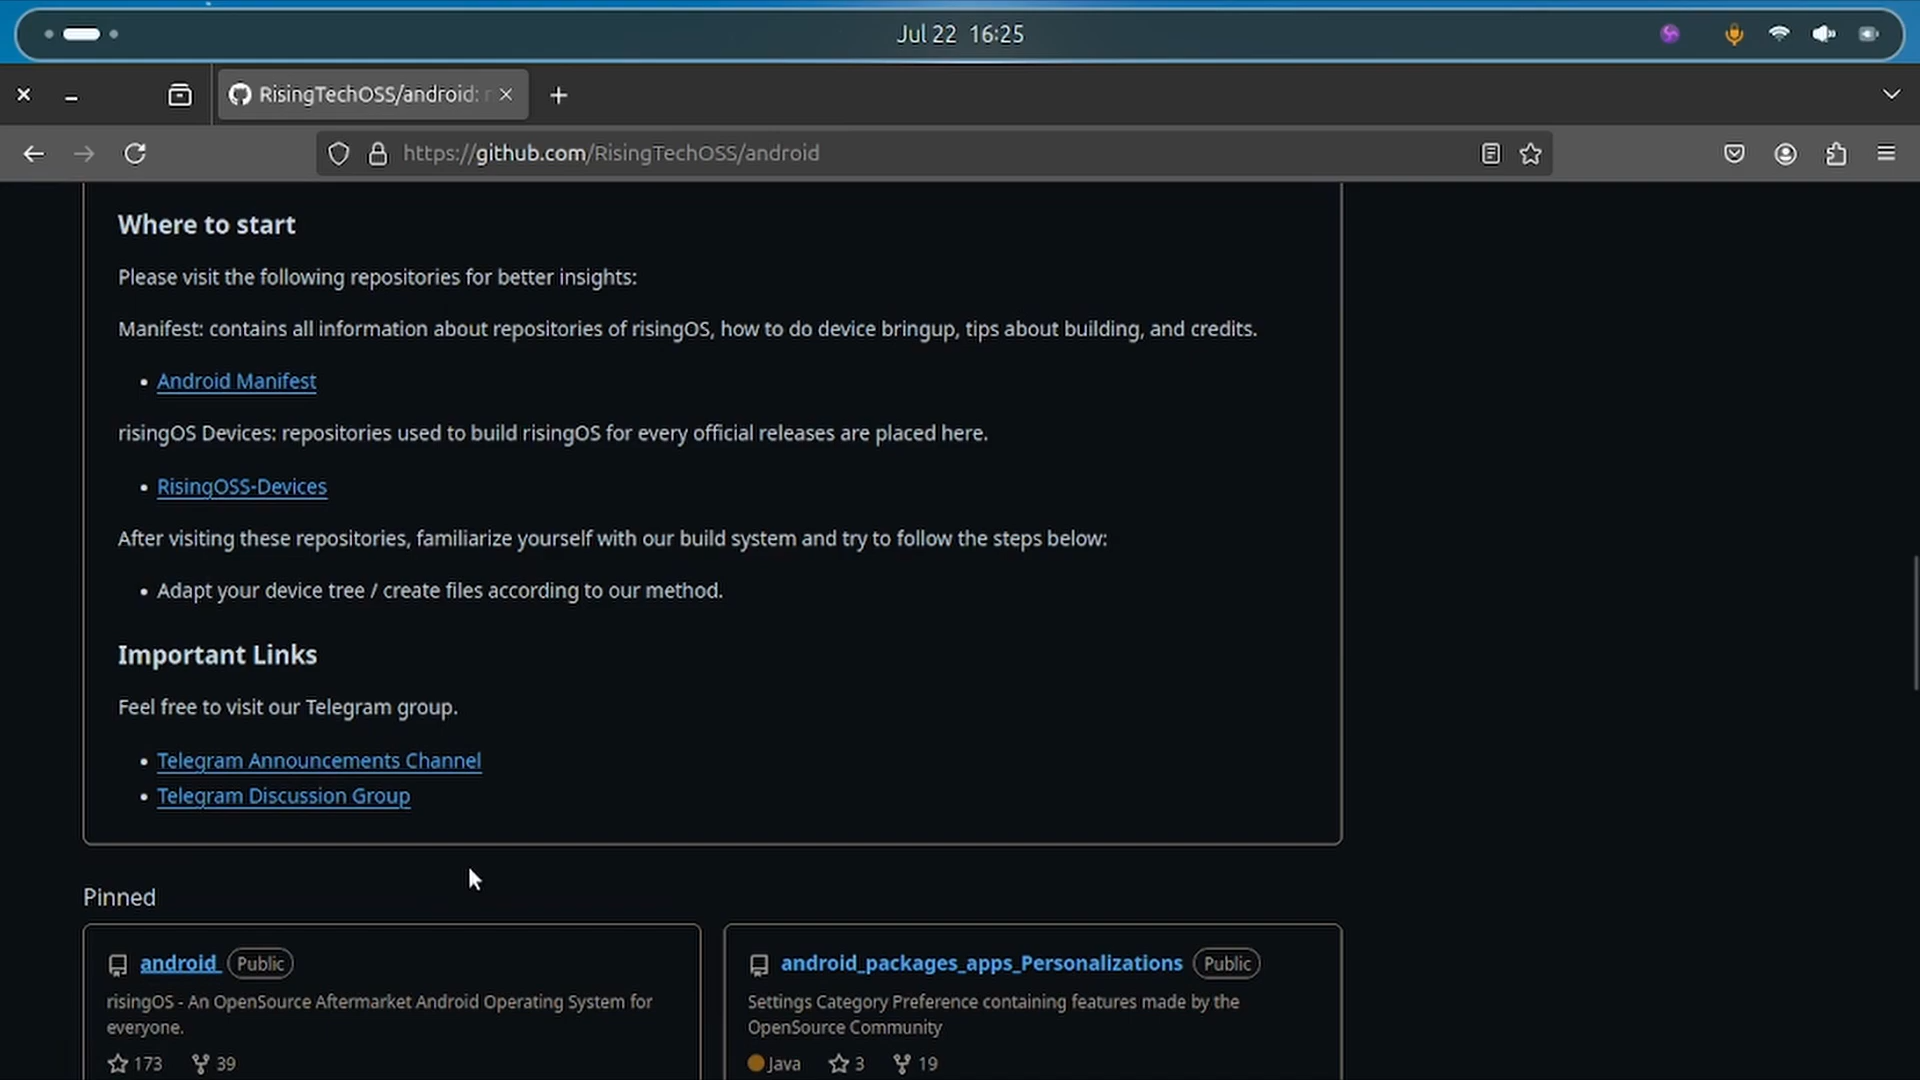 Jul 22 16:25
RisingTechOSS/android: r
https://github.com/RisingTechOSS/android
Where to start
Please visit the following repositories for better insights:
Manifest: contains all information about repositories of risingOS, how to do device bringup, tips about building, and credits.
• Android Manifest
risingOS Devices: repositories used to build risingOS for every official releases are placed here.
• RisingOSS-Devices
After visiting these repositories, familiarize yourself with our build system and try to follow the steps below:
• Adapt your device tree / create files according to our method.
Important Links
Feel free to visit our Telegram group.
• Telegram Announcements Channel
• Telegram Discussion Group
Pinned
android Public
risingOS - An OpenSource Aftermarket Android Operating System for
everyone.
173 39
android_packages_apps_Personalizations Public
Settings Category Preference containing features made by the
OpenSource Community
Java 3 19